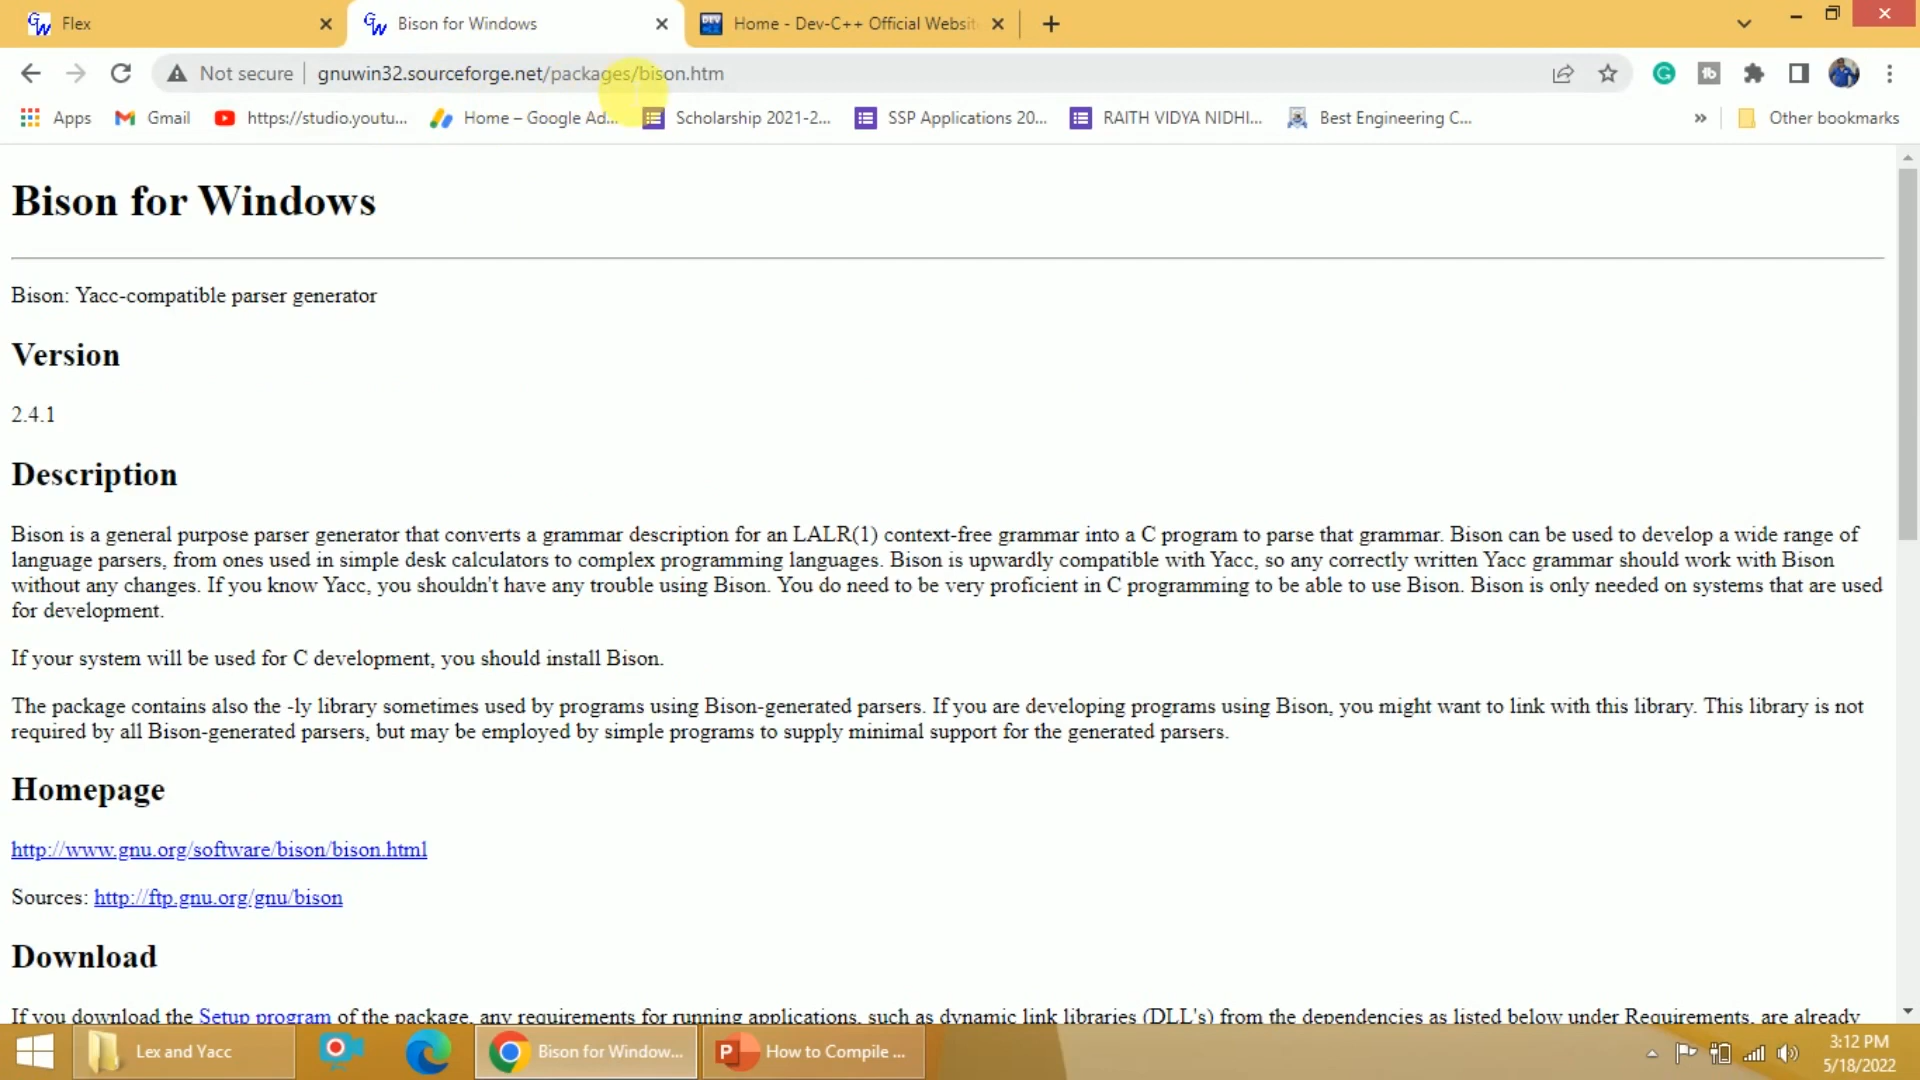 Flex
Bison for Windows
Home - Dev-C++ Official Websit
Not secure
gnuwin32.sourceforge.net/packages/bison.htm
Apps
Gmail
https://studio.youtu...
Home – Google Ad...
Scholarship 2021-2...
SSP Applications 20...
RAITH VIDYA NIDHI...
Best Engineering C...
»
Other bookmarks
Bison for Windows
Bison: Yacc-compatible parser generator
Version
2.4.1
Description
Bison is a general purpose parser generator that converts a grammar description for an LALR(1) context-free grammar into a C program to parse that grammar. Bison can be used to develop a wide range of
language parsers, from ones used in simple desk calculators to complex programming languages. Bison is upwardly compatible with Yacc, so any correctly written Yacc grammar should work with Bison
without any changes. If you know Yacc, you shouldn't have any trouble using Bison. You do need to be very proficient in C programming to be able to use Bison. Bison is only needed on systems that are used
for development.
If your system will be used for C development, you should install Bison.
The package contains also the -ly library sometimes used by programs using Bison-generated parsers. If you are developing programs using Bison, you might want to link with this library. This library is not
required by all Bison-generated parsers, but may be employed by simple programs to supply minimal support for the generated parsers.
Homepage
http://www.gnu.org/software/bison/bison.html
Sources: http://ftp.gnu.org/gnu/bison
Download
If you download the Setup program of the package, any requirements for running applications, such as dynamic link libraries (DLL's) from the dependencies as listed below under Requirements, are already
Lex and Yacc
Bison for Window...
How to Compile ...
3:12 PM
5/18/2022